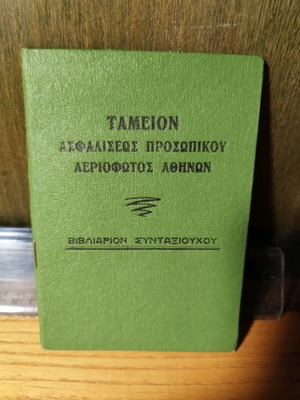 ΤΑΜΕΙΟΝ
ΑΣΦΑΛΙΣΕΩΣ ΠΡΟΣΩΠΙΚΟΥ
ΑΕΡΙΟΦΩΤΟΣ ΑΘΗΝΩΝ
ΒΙΒΛΙΑΡΙΟΝ ΣΥΝΤΑΞΙΟΥΧΟΥ